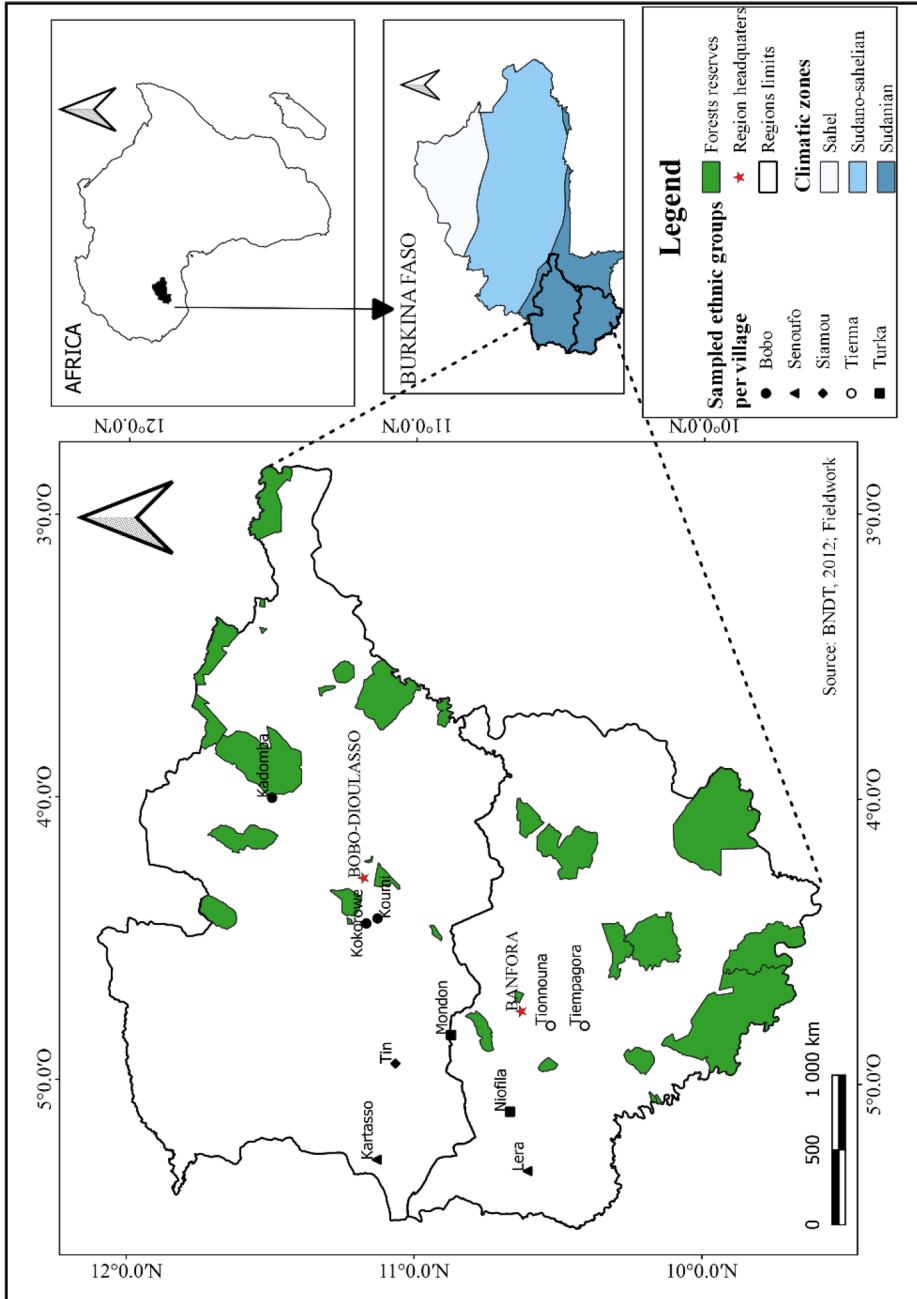 5°0.0'O
4°0.0'O
3°0.0'O
12°0.0'N
11°0.0'N
10°0.0'N
12°0.0'N
11°0.0'N
10°0.0'N
5°0.0'O
4°0.0'O
3°0.0'O
Kadomba
BOBO-DIOULASSO
Kokorowe
Koumi
Kartasso
Tin
Mondon
Niofila
Lera
BANFORA
Tionnouna
Tiempagora
0 500 1 000 km
Source: BNDT, 2012; Fieldwork
AFRICA
BURKINA FASO
Legend
Sampled ethnic groups
per village
Bobo
Senoufo
Siamou
Tierma
Turka
Forests reserves
Region headquaters
Regions limits
Climatic zones
Sahel
Sudano-sahelian
Sudanian